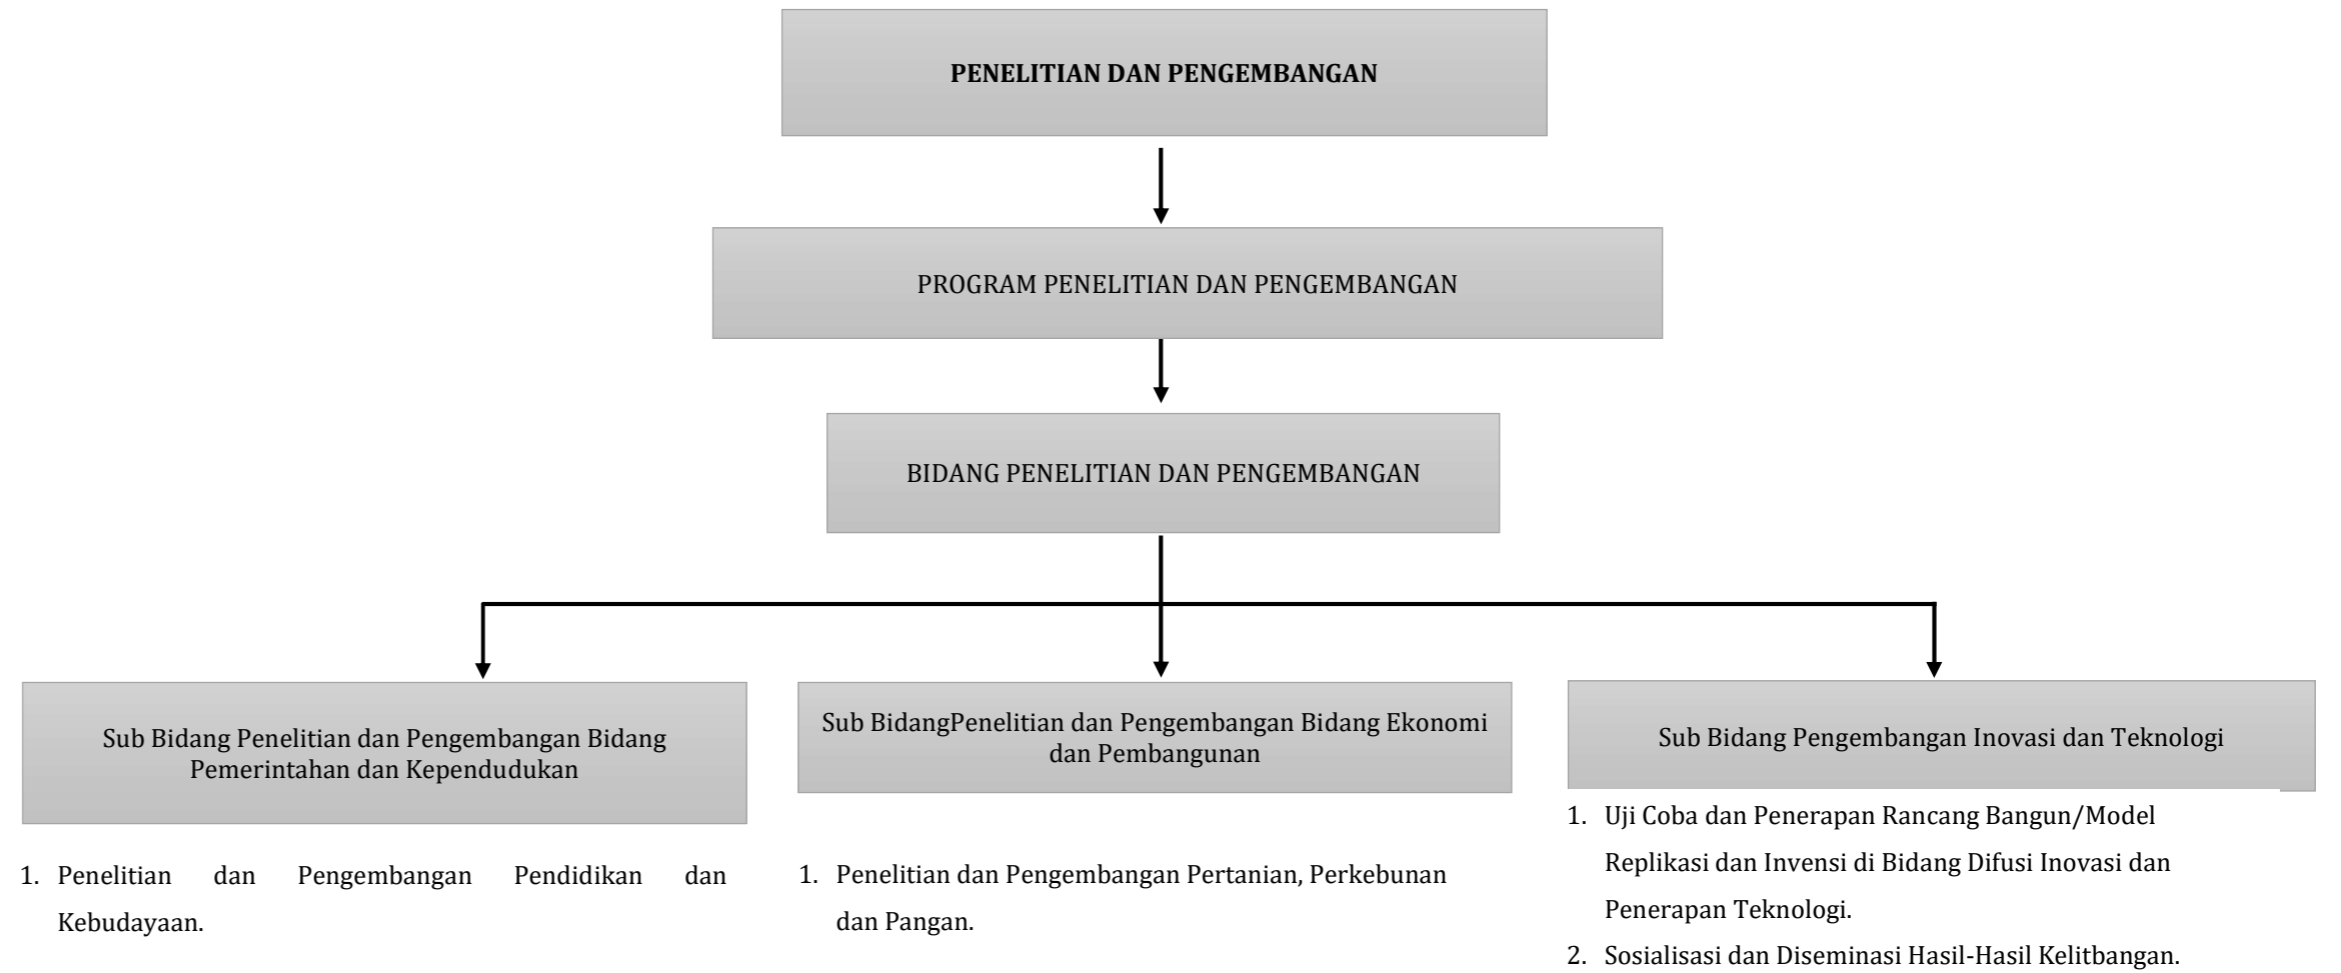 PENELITIAN DAN PENGEMBANGAN
PROGRAM PENELITIAN DAN PENGEMBANGAN
BIDANG PENELITIAN DAN PENGEMBANGAN
Sub Bidang Penelitian dan Pengembangan Bidang
Pemerintahan dan Kependudukan
1. Penelitian dan Pengembangan Pendidikan dan
Kebudayaan.
Sub BidangPenelitian dan Pengembangan Bidang Ekonomi
dan Pembangunan
1. Penelitian dan Pengembangan Pertanian, Perkebunan
dan Pangan.
Sub Bidang Pengembangan Inovasi dan Teknologi
1. Uji Coba dan Penerapan Rancang Bangun/Model
Replikasi dan Invensi di Bidang Difusi Inovasi dan
Penerapan Teknologi.
2. Sosialisasi dan Diseminasi Hasil-Hasil Kelitbangan.